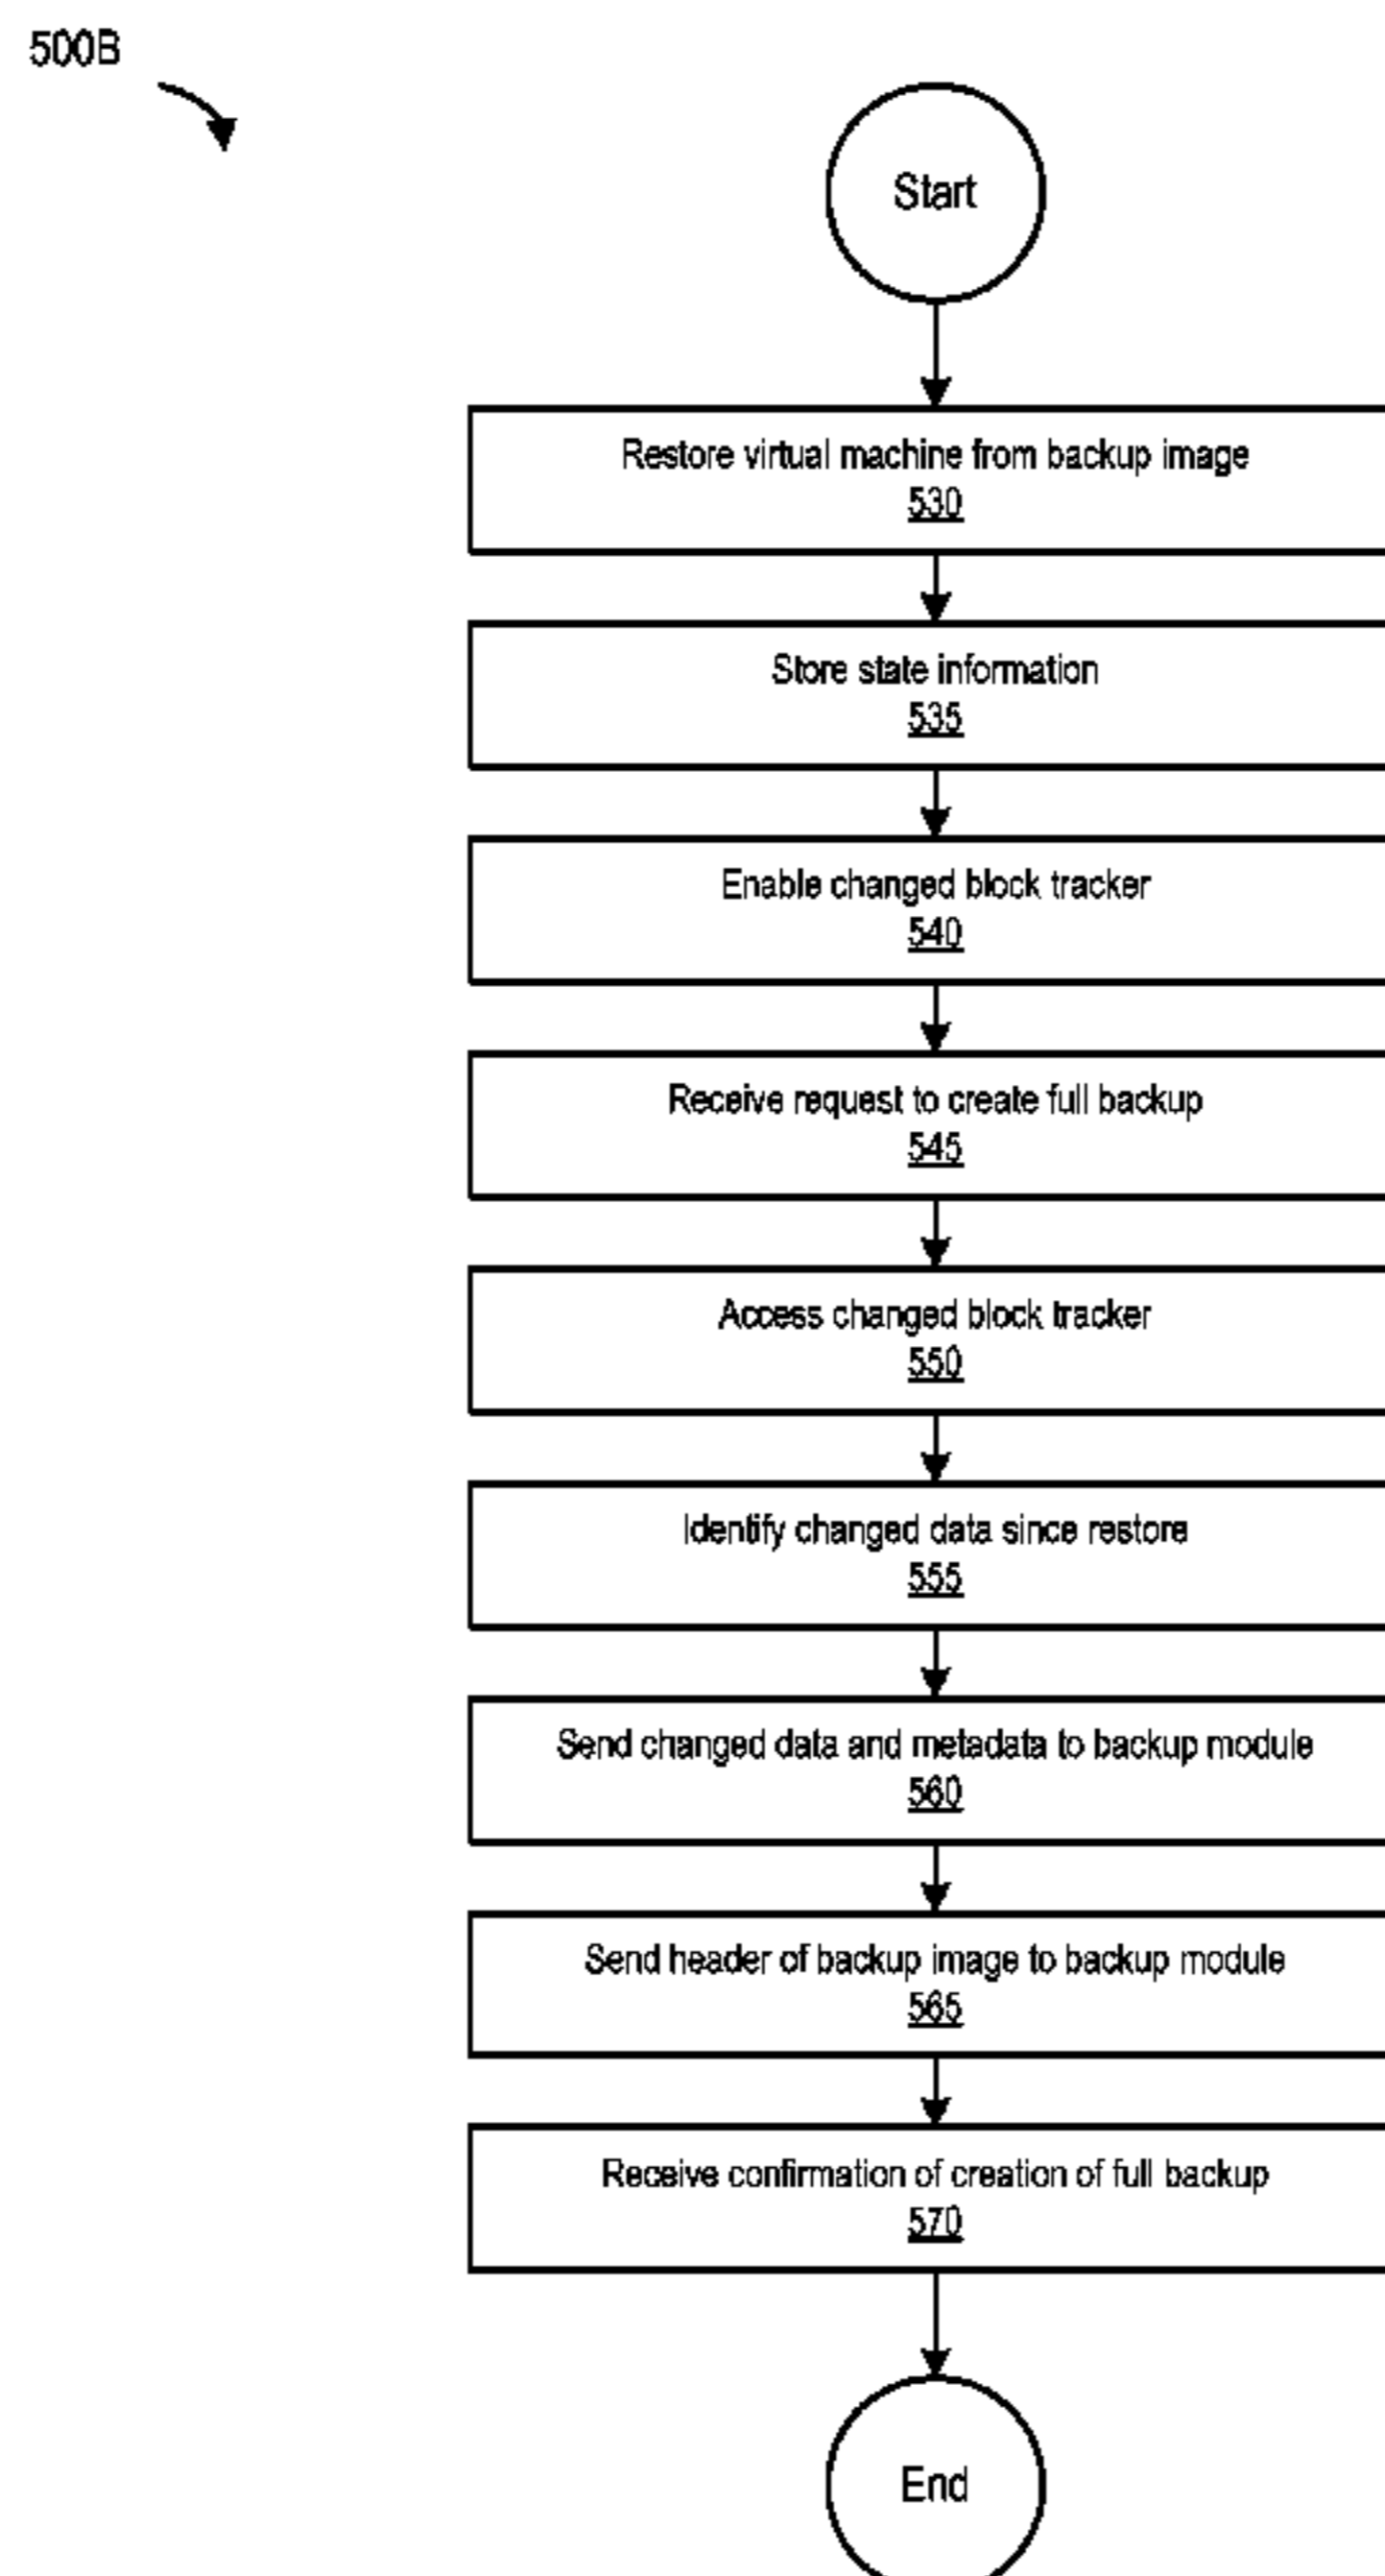 500B
Start
Restore virtual machine from backup image
530
Store state information
535
Enable changed block tracker
540
Receive request to create full backup
545
Access changed block tracker
550
Identify changed data since restore
555
Send changed data and metadata to backup module
560
Send header of backup image to backup module
565
Receive confirmation of creation of full backup
570
End